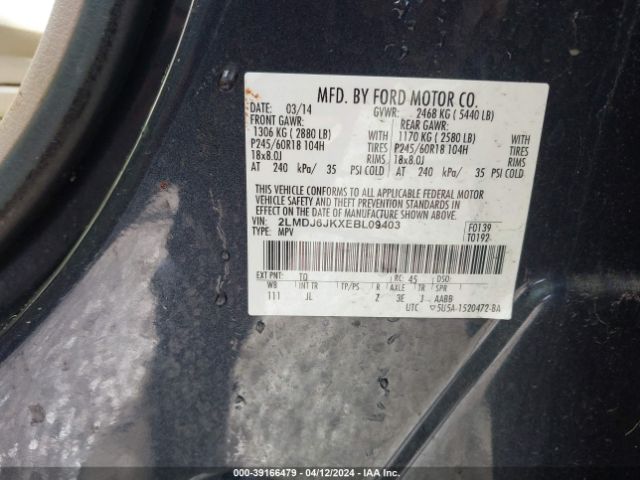 MFD. BY FORD MOTOR CO.
DATE: 03/14 GVWR: 2468 KG ( 5440 LB)
FRONT GAWR: REAR GAWR:
1306 KG ( 2880 LB) WITH 1170 KG ( 2580 LB) WITH
P245/60R18 104H TIRES P245/60R18 104H TIRES
18x8.0J RIMS 18x8.0J RIMS
AT 240 kPa/ 35 PSI COLD AT 240 kPa/ 35 PSI COLD
THIS VEHICLE CONFORMS TO ALL APPLICABLE FEDERAL MOTOR
VEHICLE SAFETY AND THEFT PREVENTION STANDARDS IN
EFFECT ON THE DATE OF MANUFACTURE SHOWN ABOVE.
VIN: 2LMDJ6JKXEBL09403 F0139
TYPE: MPV T0192
EXT PNT: TQ RC: 45 DSO:
WB INT TR TP/PS R AXLE TR SPR
111 JL Z 3E J AABB
UTC 5U5A-1520472-BA
000-39166479 - 04/12/2024 - IAA Inc.